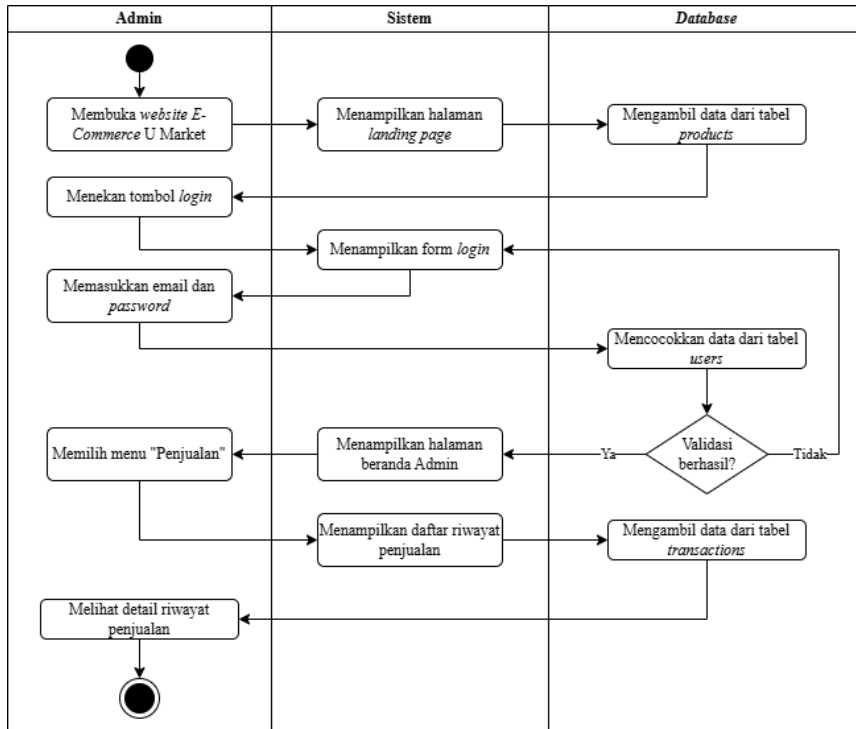 Admin
Sistem
Database
Membuka website E-
Commerce U Market
Menampilkan halaman
landing page
Mengambil data dari tabel
products
Menekan tombol login
Menampilkan form login
Memasukkan email dan
password
Mencocokkan data dari tabel
users
Memilih menu "Penjualan"
Menampilkan halaman
beranda Admin
Ya
Validasi
berhasil?
Tidak
Menampilkan daftar riwayat
penjualan
Mengambil data dari tabel
transactions
Melihat detail riwayat
penjualan